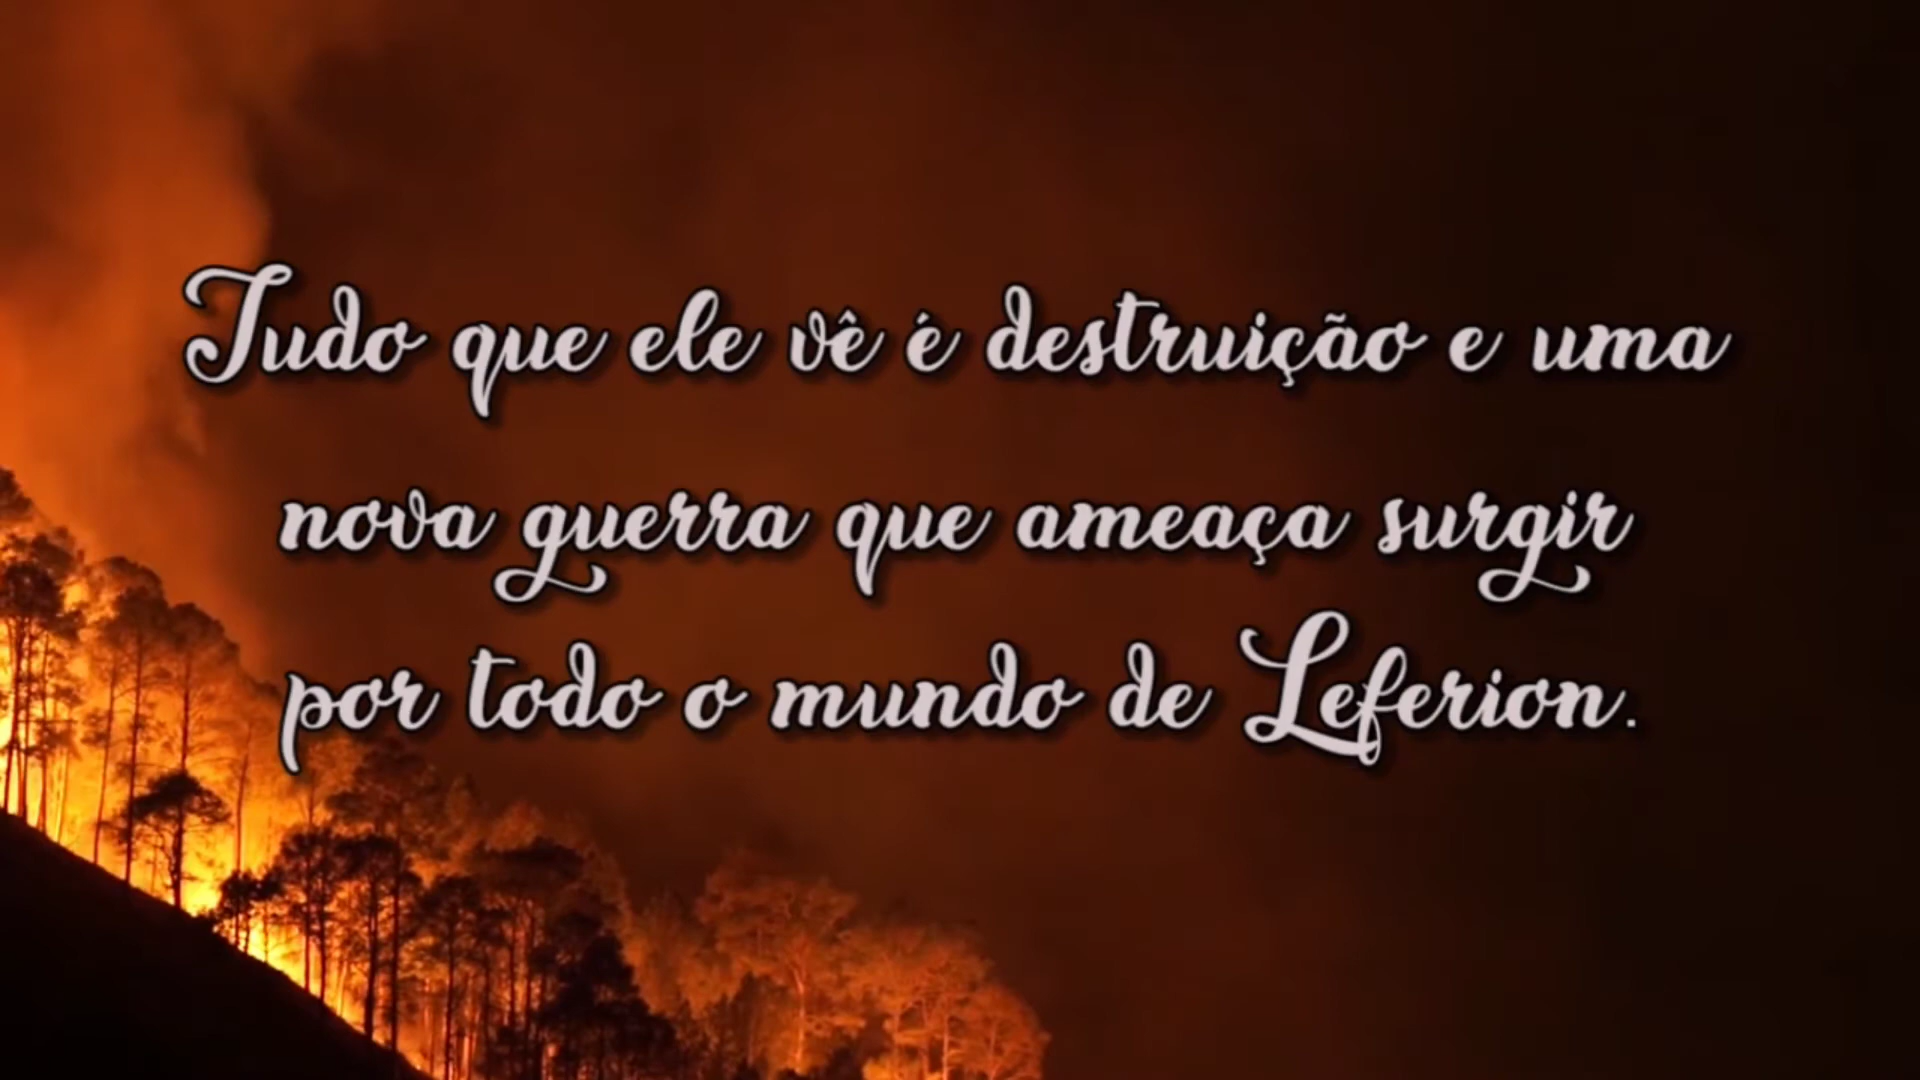 Tudo que ele vê é destruição e uma
nova guerra que ameaça surgir
por todo o mundo de Leferion.